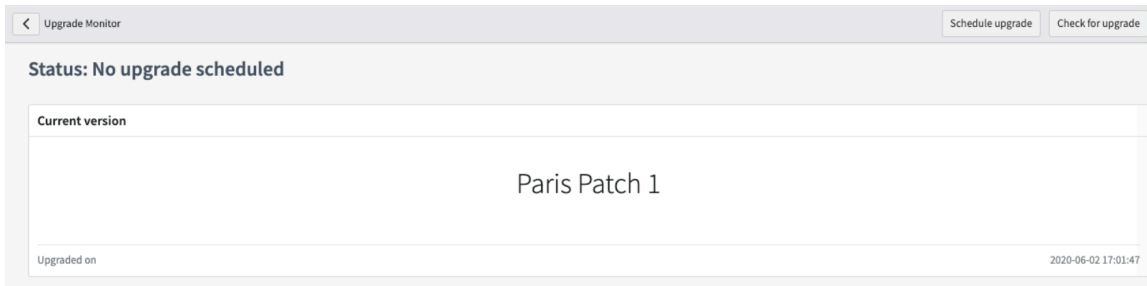 Upgrade Monitor Schedule upgrade Check for upgrade
Status: No upgrade scheduled
Current version
Paris Patch 1
Upgraded on 2020-06-02 17:01:47